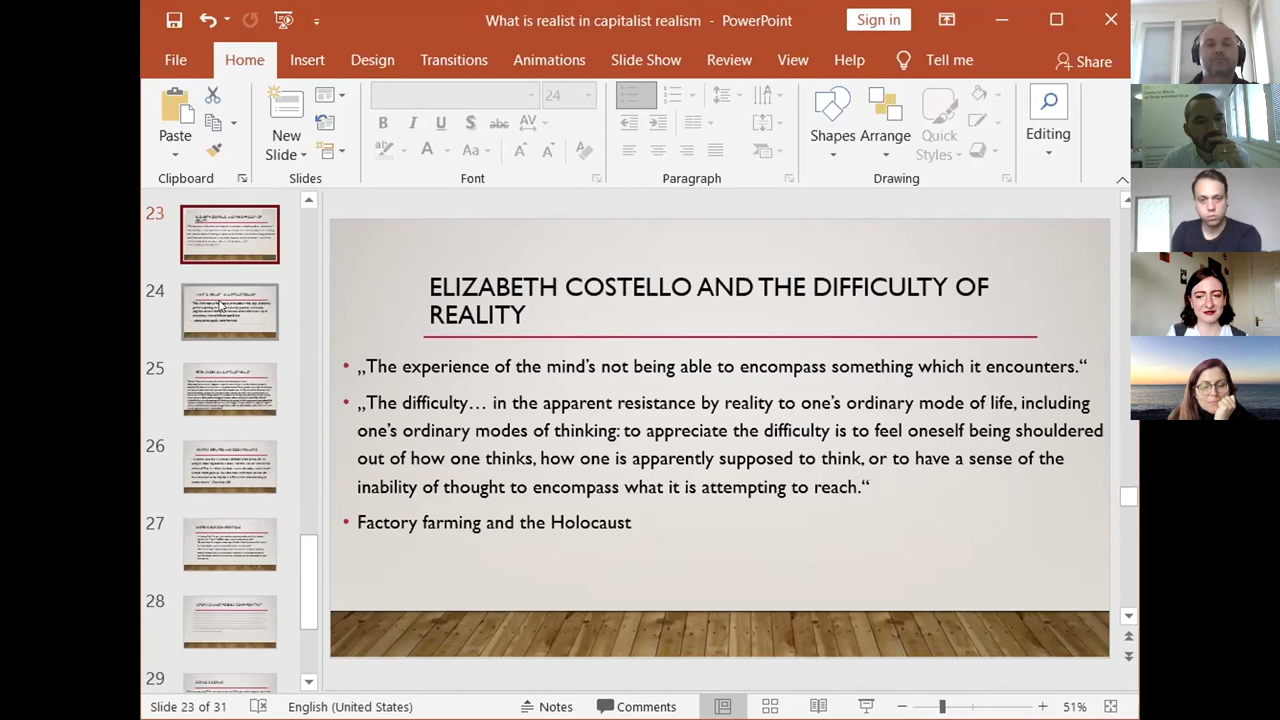 What is realist in capitalist realism - PowerPoint
Sign in
File Home Insert Design Transitions Animations Slide Show Review View Help Tell me Share
24
Paste New Slide Shapes Arrange Quick Styles Editing
Clipboard Slides Font Paragraph Drawing
23
24
25
26
27
28
29
ELIZABETH COSTELLO AND THE DIFFICULTY OF
REALITY
• „The experience of the mind's not being able to encompass something which it encounters.“
• „The difficulty… in the apparent resistance by reality to one's ordinary mode of life, including
one's ordinary modes of thinking: to appreciate the difficulty is to feel oneself being shouldered
out of how one thinks, how one is apparently supposed to think, or to have a sense of the
inability of thought to encompass what it is attempting to reach.“
• Factory farming and the Holocaust
Slide 23 of 31 English (United States) Notes Comments 51%